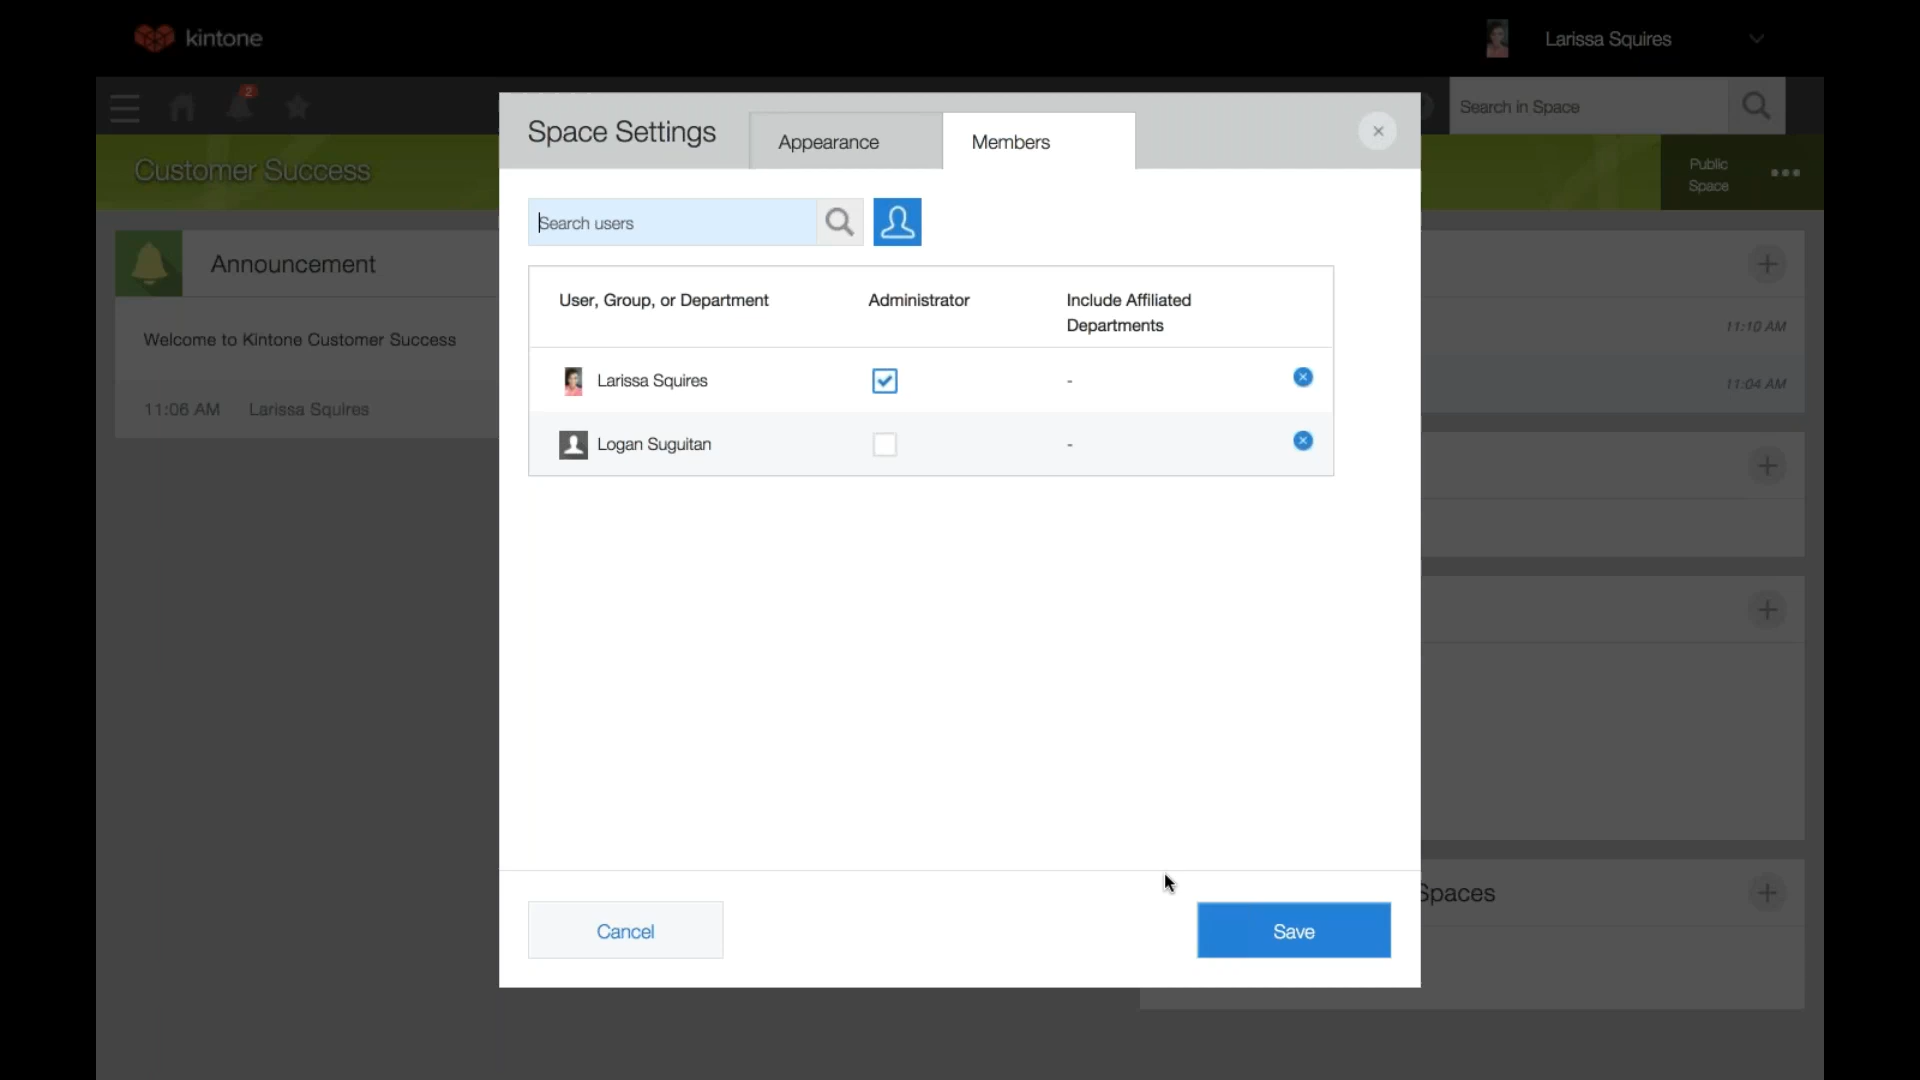 kintone
Larissa Squires
2
Search in Space
Space Settings
Appearance
Members
Customer Success
Public
Space
Search users
Announcement
User, Group, or Department
Administrator
Include Affiliated
Departments
11:10 AM
Welcome to Kintone Customer Success
Larissa Squires
-
11:04 AM
11:06 AM Larissa Squires
Logan Suguitan
-
Spaces
Cancel
Save